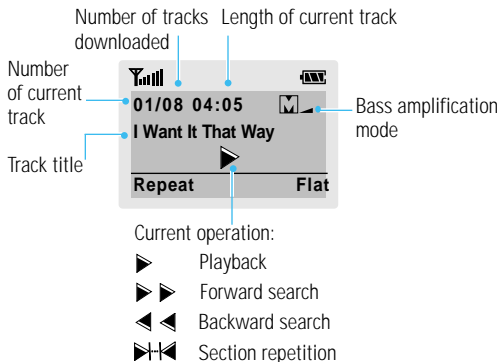 Number of tracks downloaded
Length of current track
Number of current track
01/08 04:05
Bass amplification mode
I Want It That Way
Track title
Repeat Flat
Current operation:
Playback
Forward search
Backward search
Section repetition